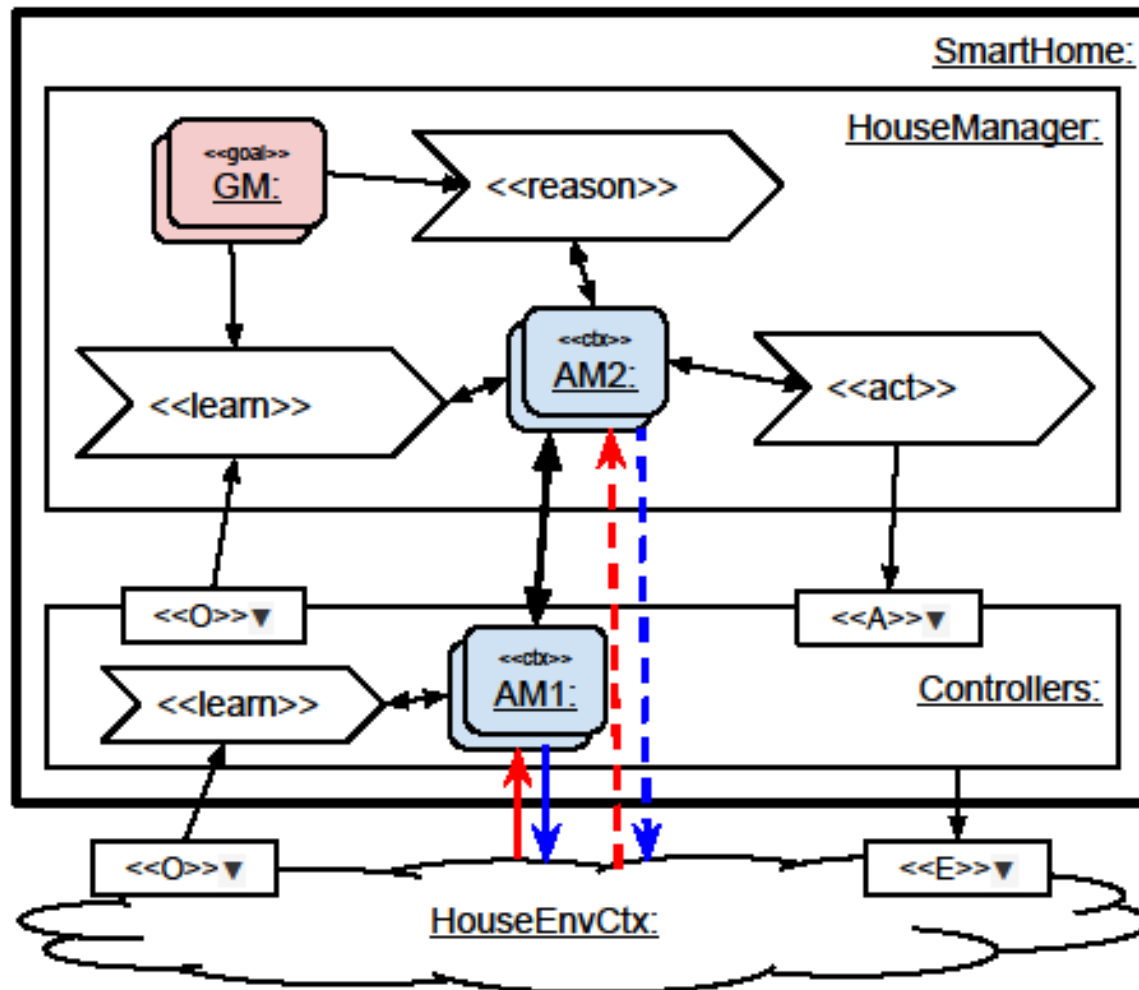 SmartHome:
HouseManager:
<<goal>>
GM:
<<reason>>
<<ctx>>
AM2:
<<learn>>
<<act>>
<<O>>▼
<<A>>▼
<<ctx>>
AM1:
<<learn>>
Controllers:
<<O>>▼
<<E>>▼
HouseEnvCtx: